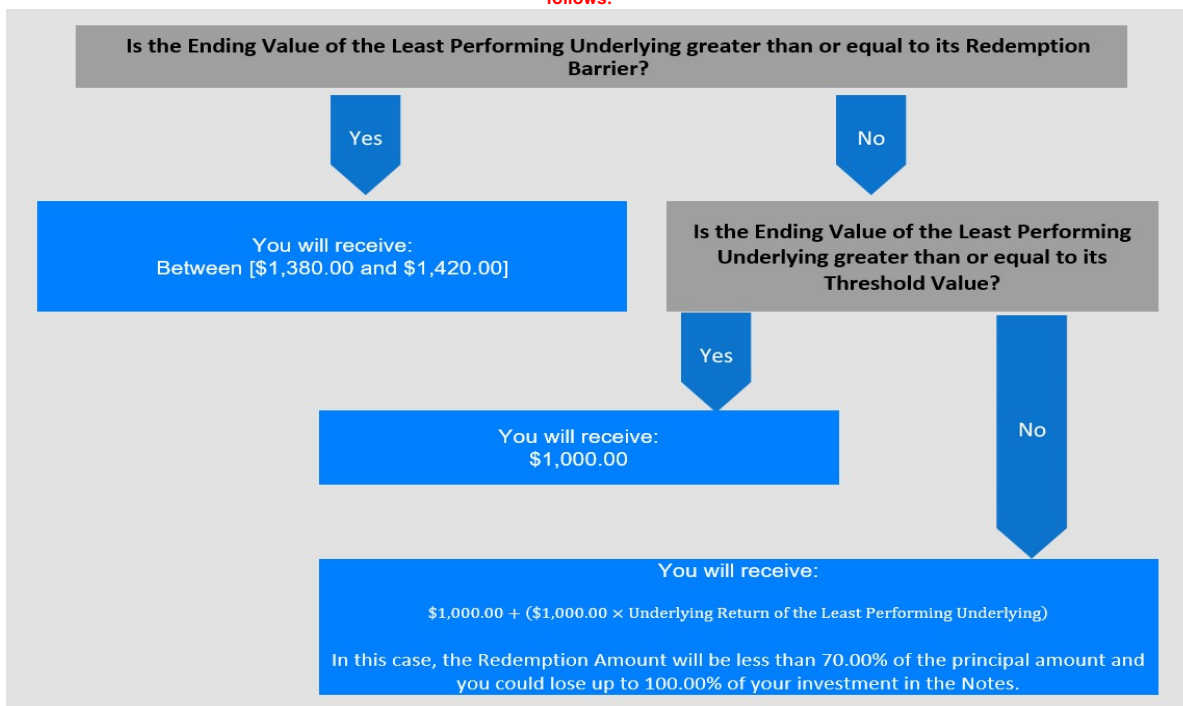 follows:
Is the Ending Value of the Least Performing Underlying greater than or equal to its Redemption
Barrier?
Yes
No
You will receive:
Between [$1,380.00 and $1,420.00]
Is the Ending Value of the Least Performing
Underlying greater than or equal to its
Threshold Value?
Yes
No
You will receive:
$1,000.00
You will receive:
$1,000.00 + ($1,000.00 × Underlying Return of the Least Performing Underlying)
In this case, the Redemption Amount will be less than 70.00% of the principal amount and
you could lose up to 100.00% of your investment in the Notes.